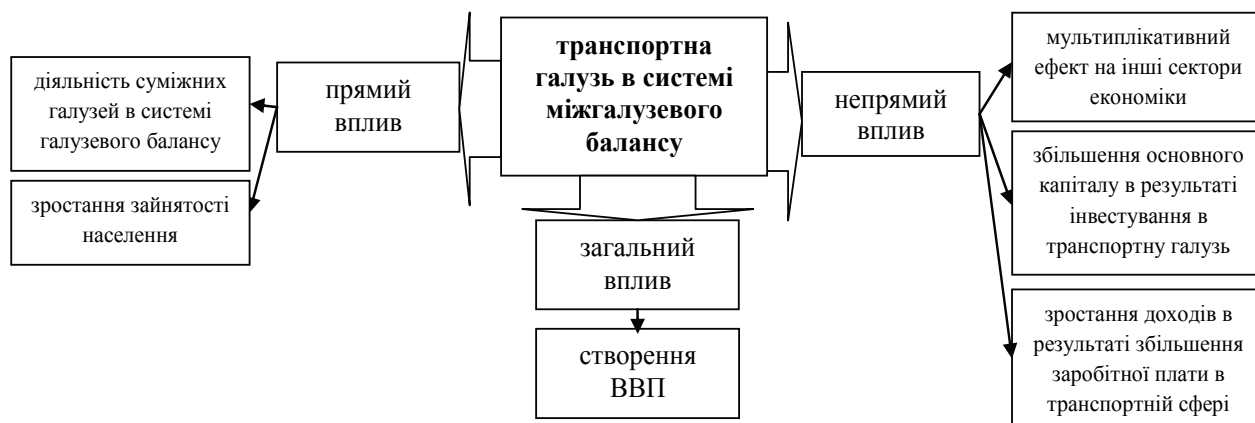 транспортна
галузь в системі
міжгалузевого
балансу
прямий
вплив
діяльність суміжних
галузей в системі
галузевого балансу
зростання зайнятості
населення
загальний
вплив
створення
ВВП
непрямий
вплив
мультиплікативний
ефект на інші сектори
економіки
збільшення основного
капіталу в результаті
інвестування в
транспортну галузь
зростання доходів в
результаті збільшення
заробітної плати в
транспортній сфері